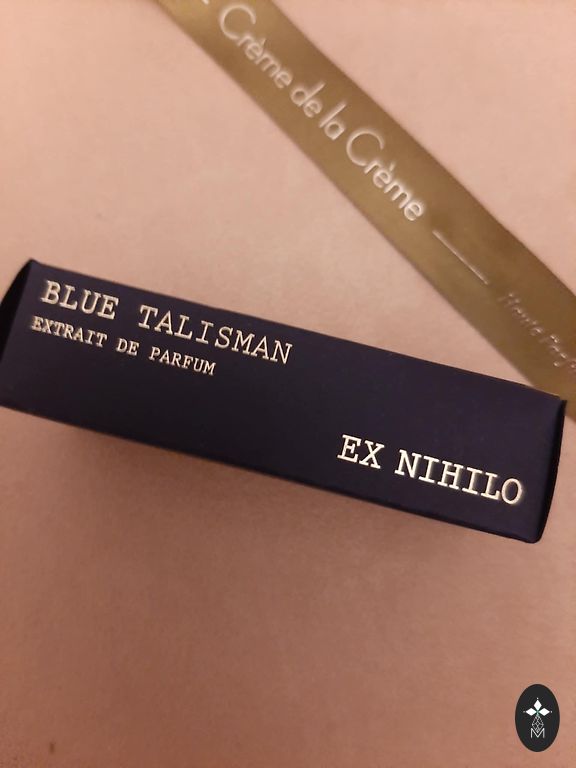 Crème de la Crème
BLUE TALISMAN
EXTRAIT DE PARFUM
EX NIHILO
M